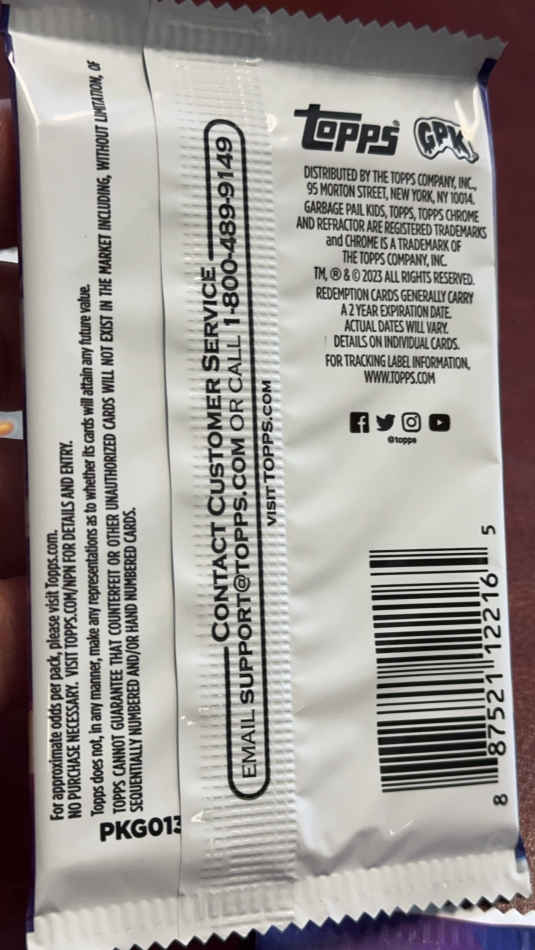 For approximate odds per pack, please visit Topps.com.
NO PURCHASE NECESSARY. VISIT TOPPS.COM/NPN FOR DETAILS AND ENTRY.
Topps does not, in any manner, make any representations as to whether its cards will attain any future value.
TOPPS CANNOT GUARANTEE THAT COUNTERFEIT OR OTHER UNAUTHORIZED CARDS WILL NOT EXIST IN THE MARKET INCLUDING, WITHOUT LIMITATION, OF
SEQUENTIALLY NUMBERED AND/OR HAND NUMBERED CARDS.
PKG013
CONTACT CUSTOMER SERVICE
EMAIL SUPPORT@TOPPS.COM OR CALL 1-800-489-9149
VISIT TOPPS.COM
topps® GPK
DISTRIBUTED BY THE TOPPS COMPANY, INC.,
95 MORTON STREET, NEW YORK, NY 10014.
GARBAGE PAIL KIDS, TOPPS, TOPPS CHROME
AND REFRACTOR ARE REGISTERED TRADEMARKS
and CHROME IS A TRADEMARK OF
THE TOPPS COMPANY, INC.
TM, ® & © 2023 ALL RIGHTS RESERVED.
REDEMPTION CARDS GENERALLY CARRY
A 2 YEAR EXPIRATION DATE.
ACTUAL DATES WILL VARY.
DETAILS ON INDIVIDUAL CARDS.
FOR TRACKING LABEL INFORMATION,
WWW.TOPPS.COM
@topps
8 87521 12216 5